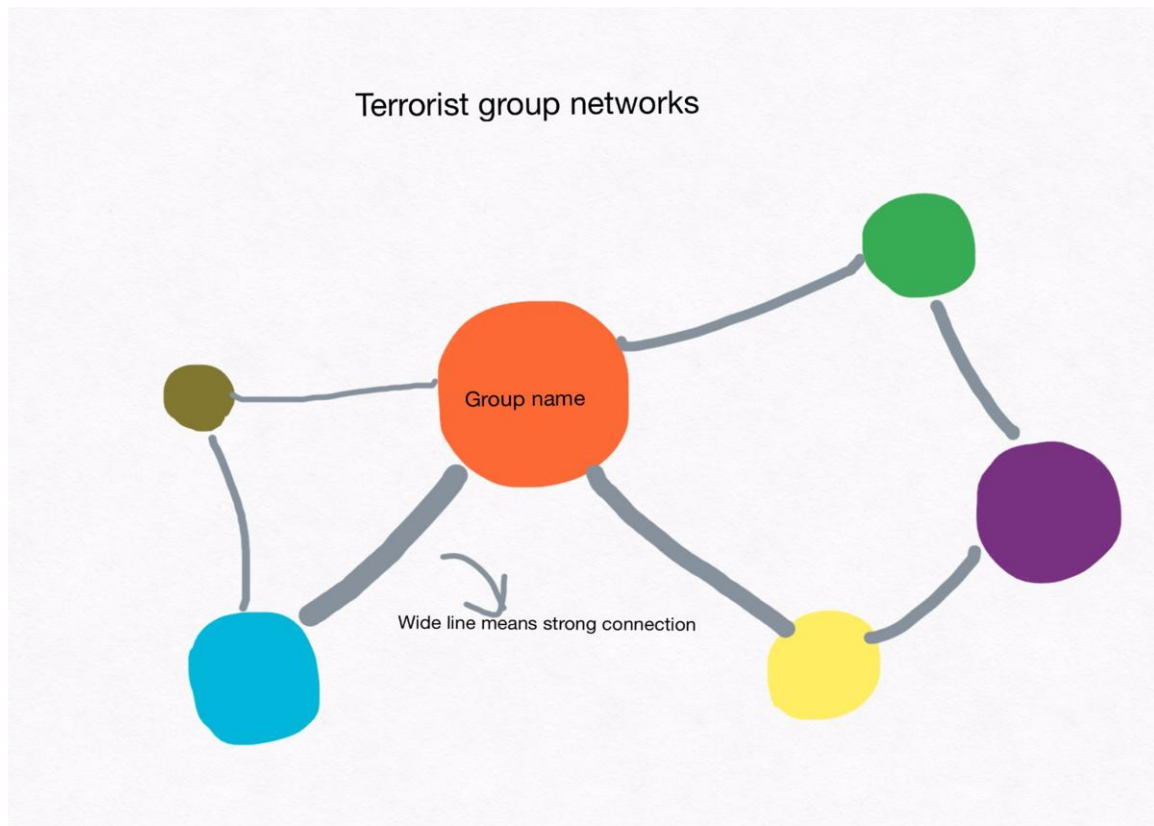 Terrorist group networks
Group name
Wide line means strong connection